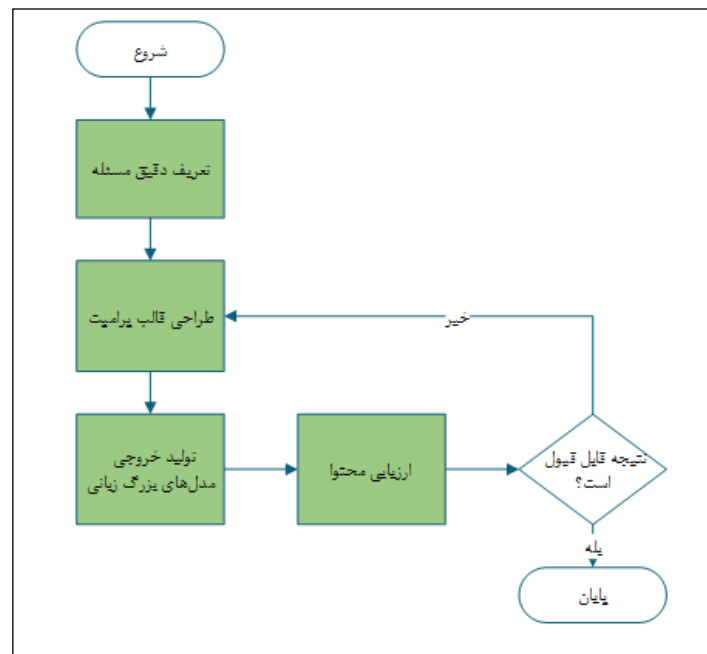 شروع
تعریف دقیق مسئله
طراحی قالب پرامپت
تولید خروجی
مدل‌های بزرگ زبانی
ارزیابی محتوا
نتیجه قابل قبول
است؟
خیر
بله
پایان